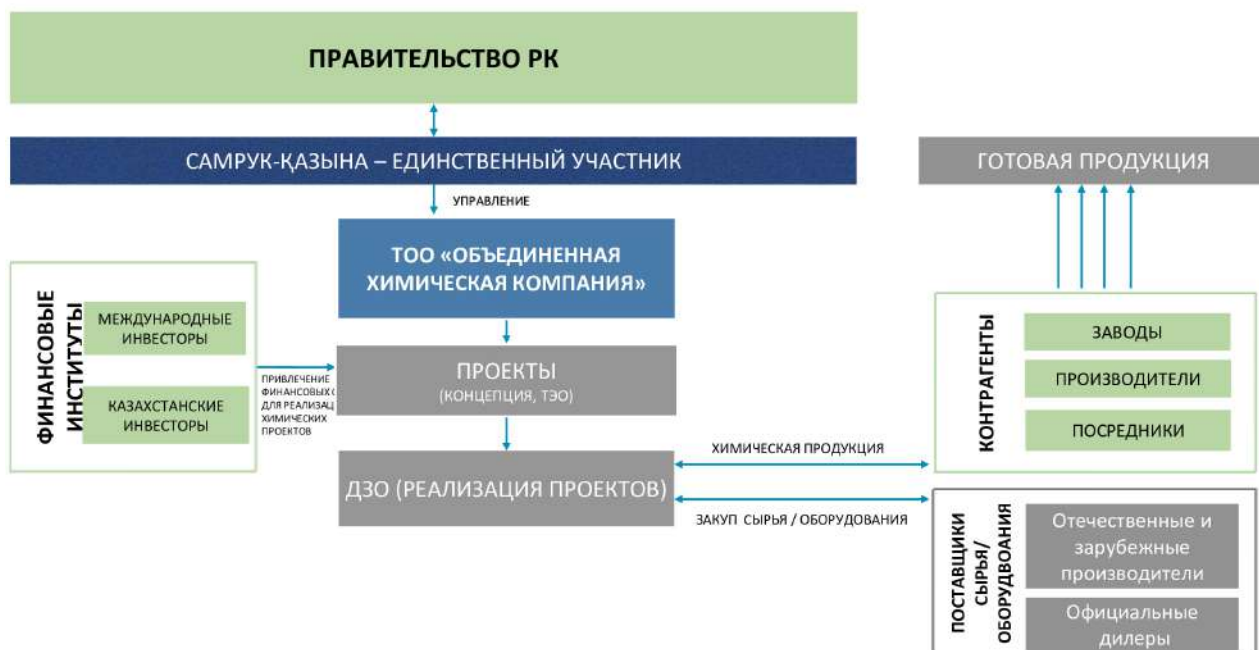 ПРАВИТЕЛЬСТВО РК
САМРУК-ҚАЗЫНА – ЕДИНСТВЕННЫЙ УЧАСТНИК
ГОТОВАЯ ПРОДУКЦИЯ
УПРАВЛЕНИЕ
ТОО «ОБЪЕДИНЕННАЯ
ХИМИЧЕСКАЯ КОМПАНИЯ»
ФИНАНСОВЫЕ
ИНСТИТУТЫ
МЕЖДУНАРОДНЫЕ
ИНВЕСТОРЫ
КАЗАХСТАНСКИЕ
ИНВЕСТОРЫ
ПРИВЛЕЧЕНИЕ
ФИНАНСОВЫХ
ДЛЯ РЕАЛИЗАЦ
ХИМИЧЕСКИХ
ПРОЕКТОВ
ПРОЕКТЫ
(КОНЦЕПЦИЯ, ТЭО)
ДЗО (РЕАЛИЗАЦИЯ ПРОЕКТОВ)
ХИМИЧЕСКАЯ ПРОДУКЦИЯ
ЗАКУП СЫРЬЯ / ОБОРУДОВАНИЯ
КОНТРАГЕНТЫ
ЗАВОДЫ
ПРОИЗВОДИТЕЛИ
ПОСРЕДНИКИ
ПОСТАВЩИКИ
СЫРЬЯ/
ОБОРУДВОАНИЯ
Отечественные и
зарубежные
производители
Официальные
дилеры